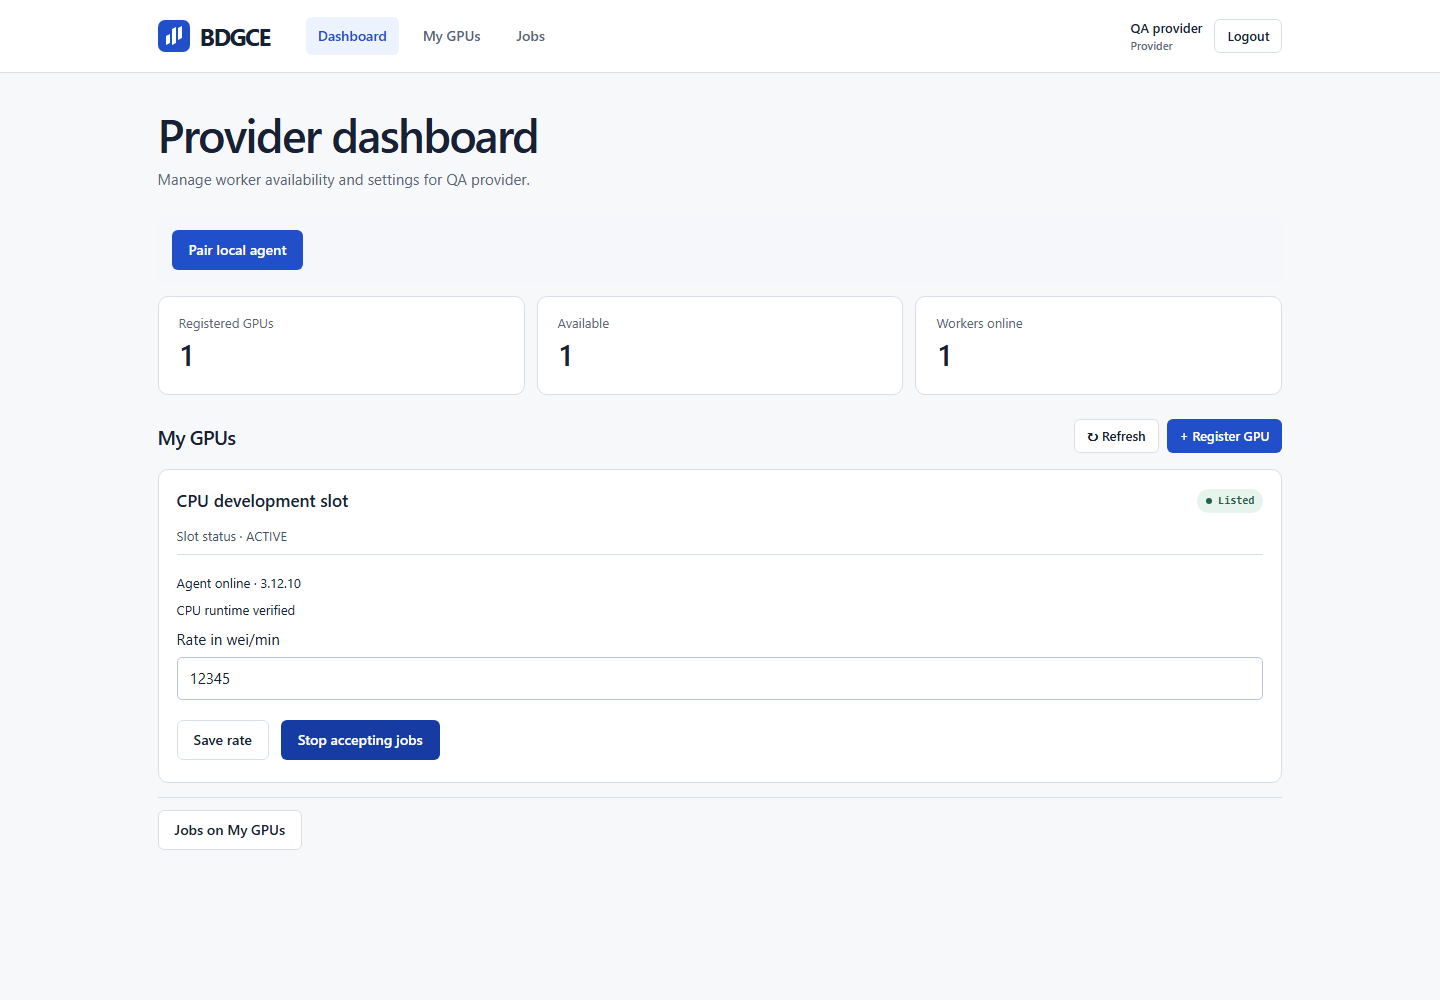 BDGCE
Dashboard
My GPUs
Jobs
QA provider
Provider
Logout
Provider dashboard
Manage worker availability and settings for QA provider.
Pair local agent
Registered GPUs
1
Available
1
Workers online
1
My GPUs
↻ Refresh
+ Register GPU
CPU development slot
Listed
Slot status · ACTIVE
Agent online · 3.12.10
CPU runtime verified
Rate in wei/min
12345
Save rate
Stop accepting jobs
Jobs on My GPUs